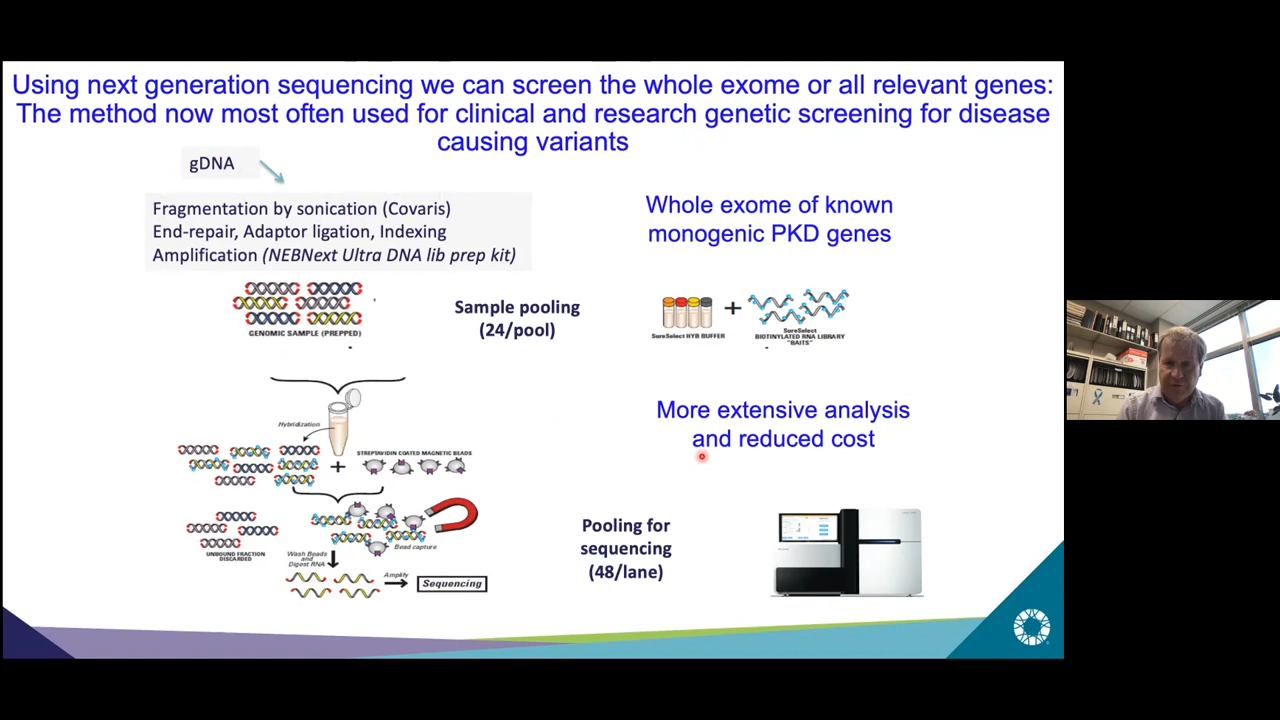 Using next generation sequencing we can screen the whole exome or all relevant genes:
The method now most often used for clinical and research genetic screening for disease
causing variants
gDNA
Fragmentation by sonication (Covaris)
End-repair, Adaptor ligation, Indexing
Amplification (NEBNext Ultra DNA lib prep kit)
GENOMIC SAMPLE (PREPPED)
Sample pooling
(24/pool)
Whole exome of known
monogenic PKD genes
SureSelect HYB BUFFER
+
SureSelect
BIOTINYLATED RNA LIBRARY
"BAITS"
Hybridization
+
STREPTAVIDIN COATED MAGNETIC BEADS
More extensive analysis
and reduced cost
UNBOUND FRACTION
DISCARDED
Bead capture
Wash Beads
and
Digest RNA
Amplify
Sequencing
Pooling for
sequencing
(48/lane)